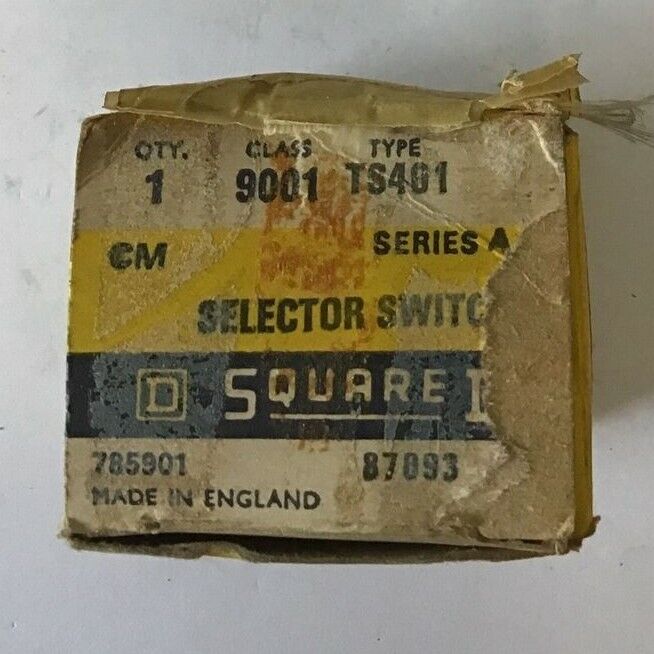 QTY. CLASS TYPE
1 9001 TS401
CM SERIES A
SELECTOR SWITC
D SQUARE
785901 87093
MADE IN ENGLAND